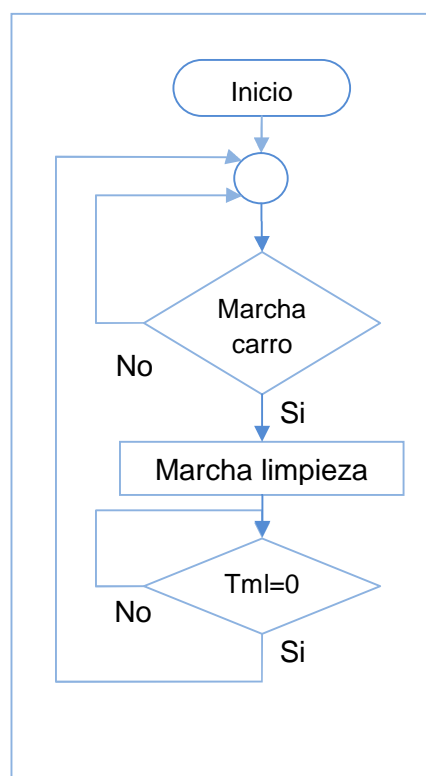 Inicio
Marcha
carro
No
Si
Marcha limpieza
Tml=0
No
Si